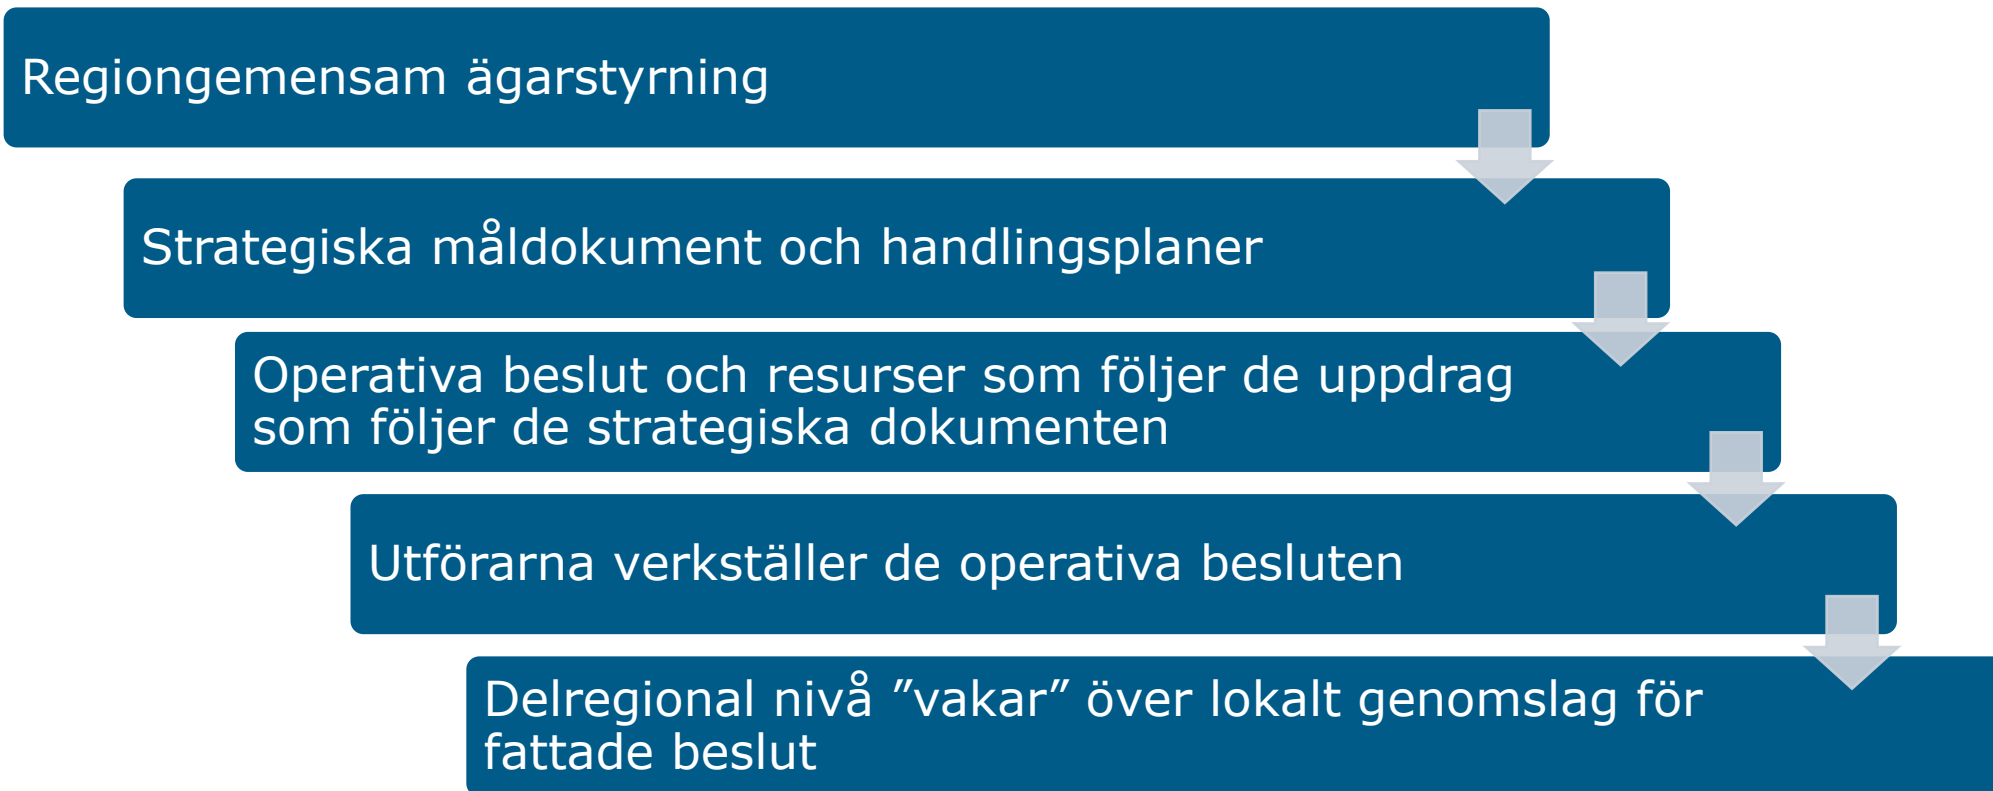 Regiongemensam ägarstyrning
Strategiska måldokument och handlingsplaner
Operativa beslut och resurser som följer de uppdrag
som följer de strategiska dokumenten
Utförarna verkställer de operativa besluten
Delregional nivå ”vakar” över lokalt genomslag för
fattade beslut